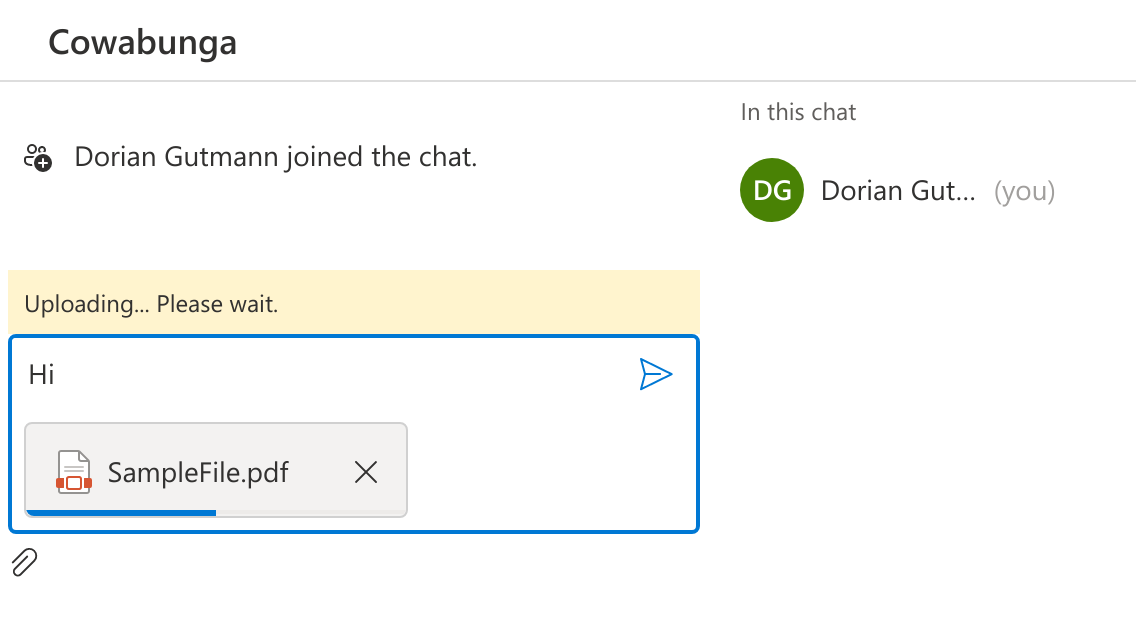 Cowabunga
Dorian Gutmann joined the chat.
Uploading... Please wait.
Hi
SampleFile.pdf
In this chat
DG
Dorian Gut... (you)